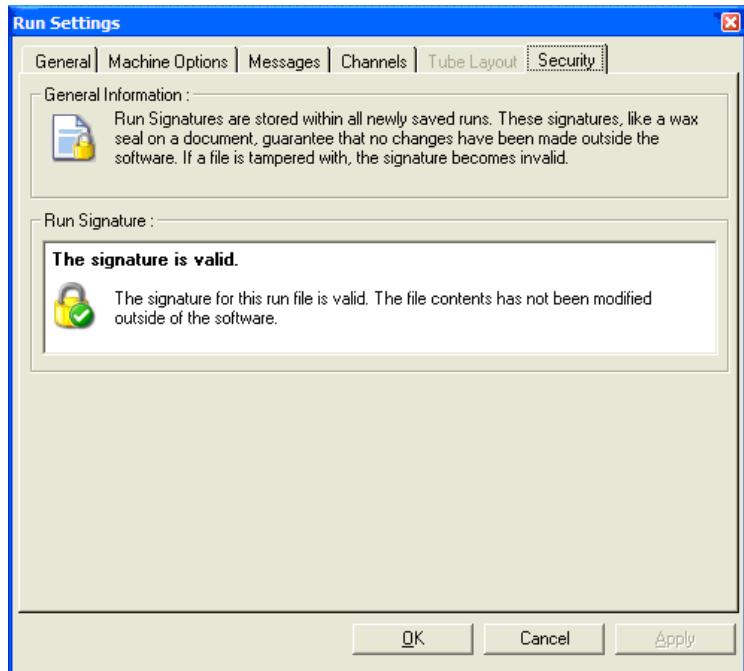 Run Settings
General Machine Options Messages Channels Tube Layout Security
General Information :
Run Signatures are stored within all newly saved runs. These signatures, like a wax
seal on a document, guarantee that no changes have been made outside the
software. If a file is tampered with, the signature becomes invalid.
Run Signature :
The signature is valid.
The signature for this run file is valid. The file contents has not been modified
outside of the software.
OK Cancel Apply